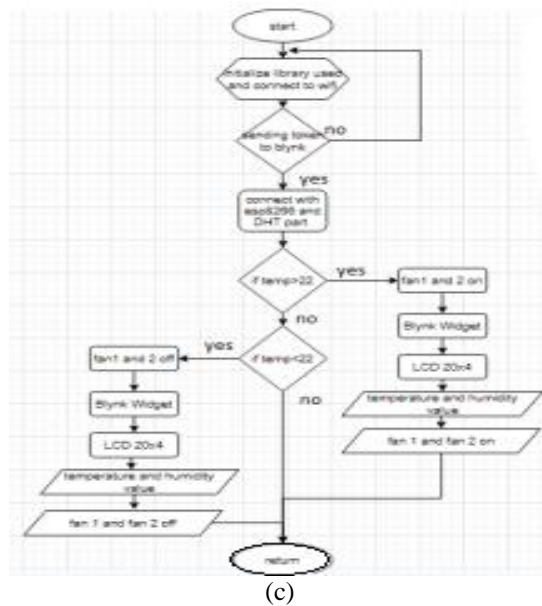 start
initialize library used
and connect to wifi
sending token
to blynk
no
yes
connect with
esp8266 and
DHT part
if temp>22
yes
fan1 and 2 on
Blynk Widget
LCD 20x4
temperature and humidity
value
fan 1 and fan 2 on
no
if temp<22
yes
fan1 and 2 off
Blynk Widget
LCD 20x4
temperature and humidity
value
fan 1 and fan 2 off
no
return
(c)